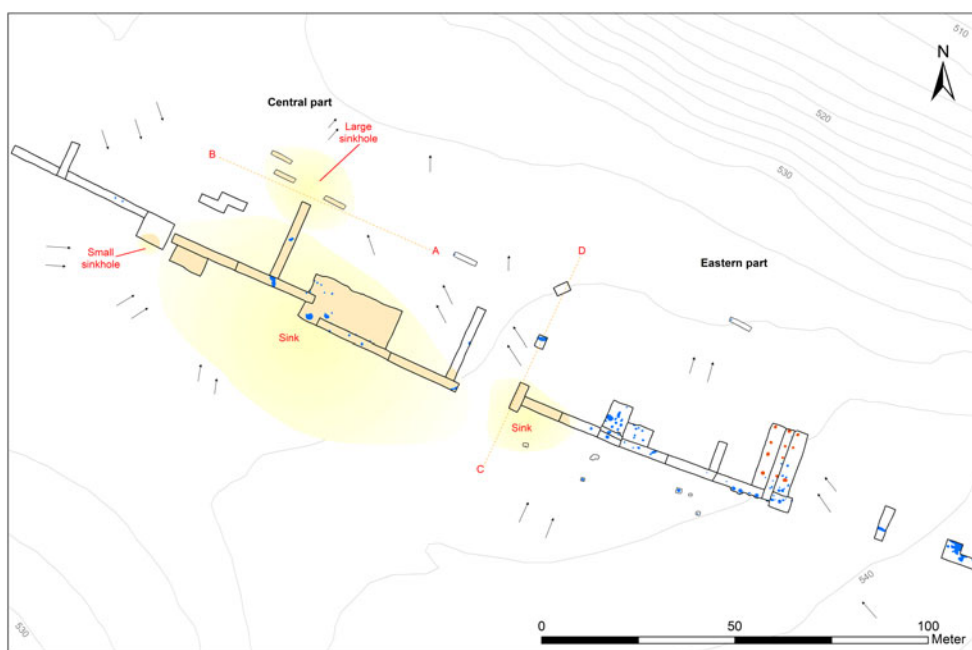 510
N
Central part
520
Large
sinkhole
B
530
A
D
Eastern part
Small
sinkhole
Sink
Sink
C
540
530
0
50
100
Meter